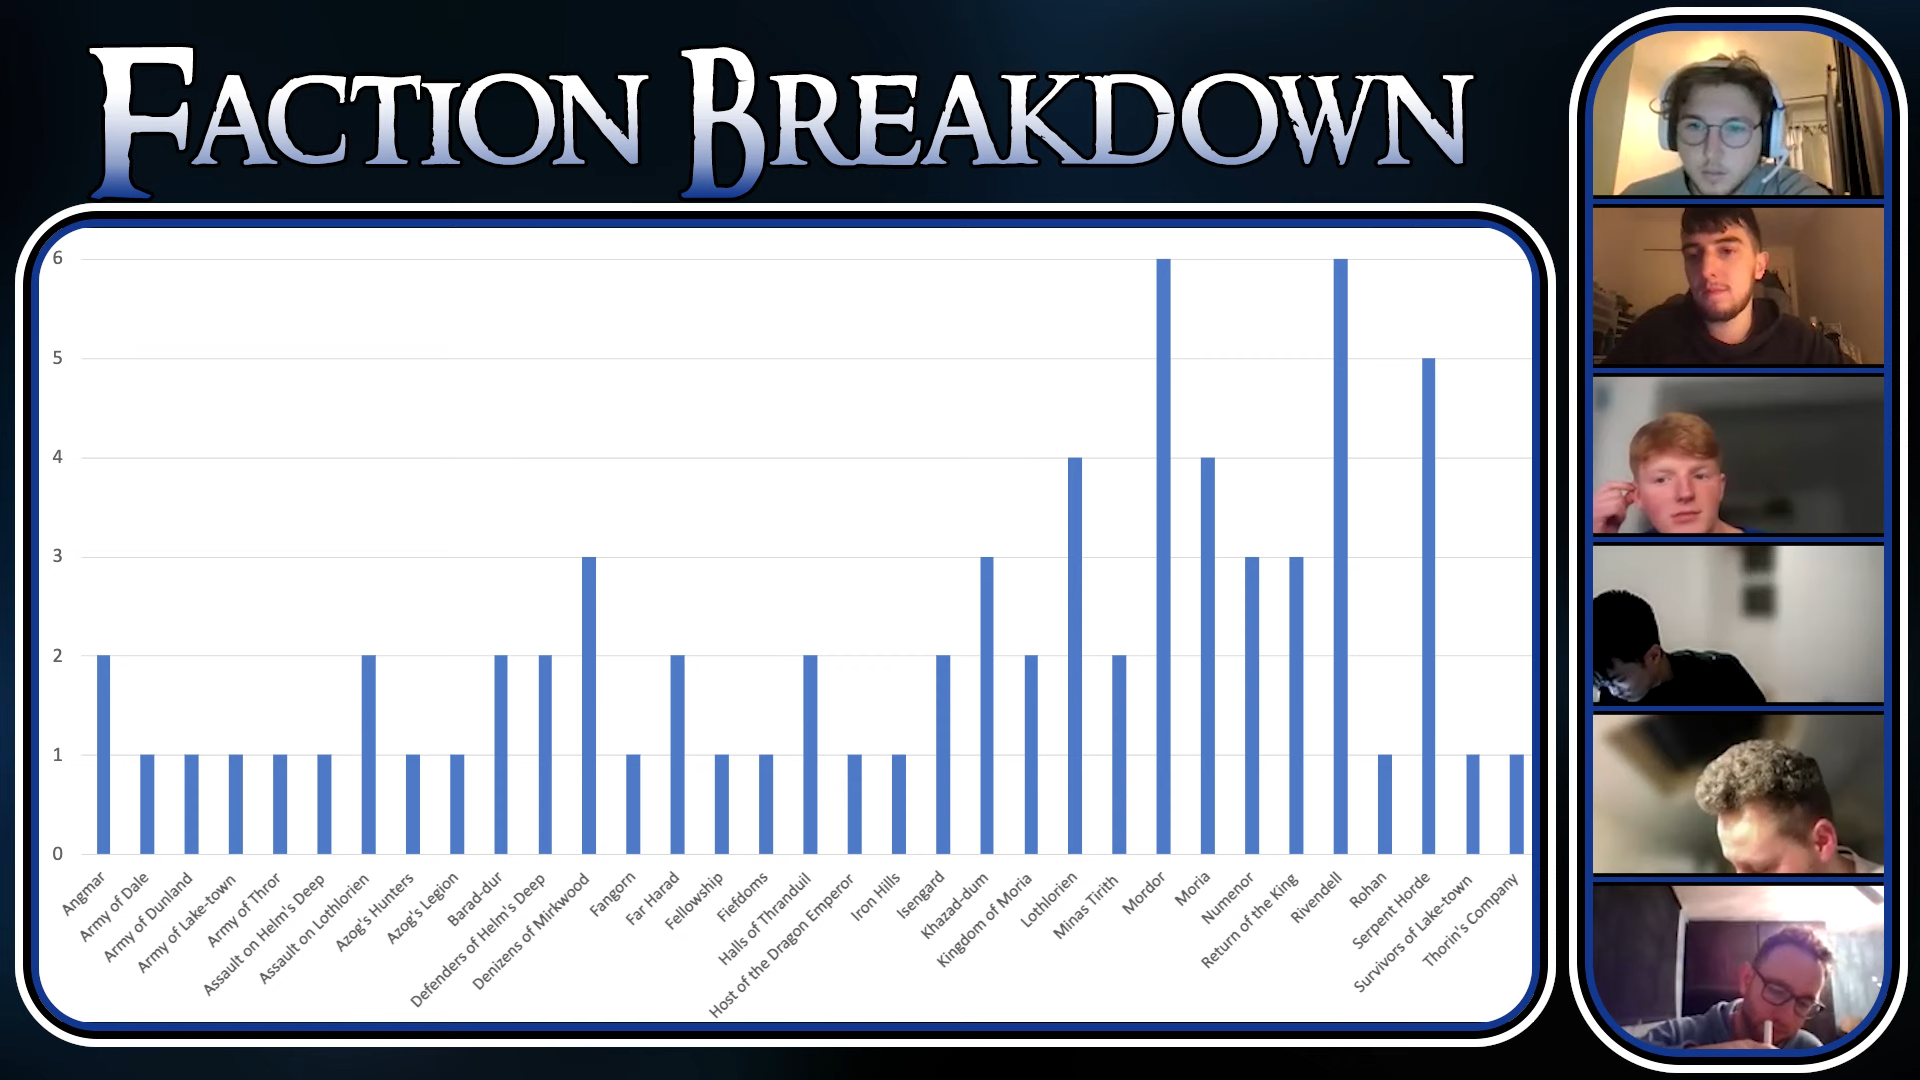 FACTION BREAKDOWN
6
5
4
3
2
1
0
Angmar
Army of Dale
Army of Dunland
Army of Lake-town
Army of Thror
Assault on Helm's Deep
Assault on Lothlorien
Azog's Hunters
Azog's Legion
Barad-dur
Defenders of Helm's Deep
Denizens of Mirkwood
Fangorn
Far Harad
Fellowship
Fiefdoms
Halls of Thranduil
Host of the Dragon Emperor
Iron Hills
Isengard
Khazad-dum
Kingdom of Moria
Lothlorien
Minas Tirith
Mordor
Moria
Numenor
Return of the King
Rivendell
Rohan
Serpent Horde
Survivors of Lake-town
Thorin's Company